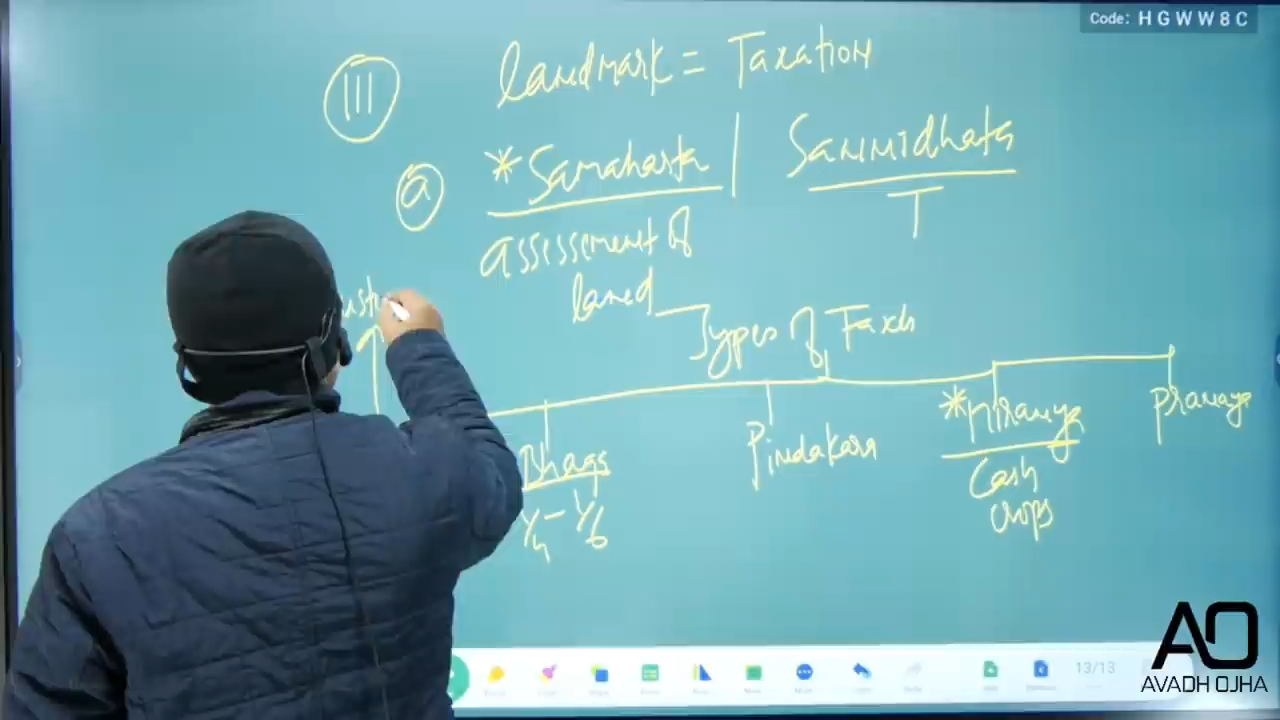 Code: HGWW8C
III
Landmark = Taxation
a
*Samaharta | Sannidhata
assessment of
land
T
Types of Taxes
Bhaga
1/4 - 1/6
Pindakara
*Hiranya
Cash
crops
Pranaya
13/13
AO
AVADH OJHA